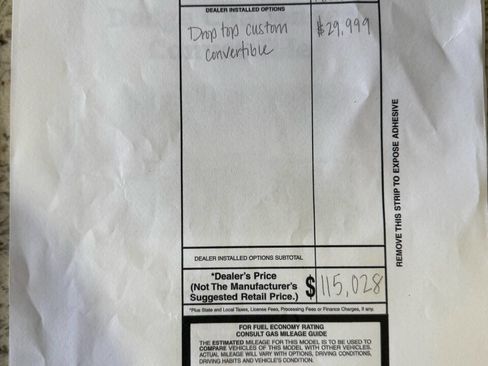 DEALER INSTALLED OPTIONS
Drop top custom $29,999
convertible
REMOVE THIS STRIP TO EXPOSE ADHESIVE
DEALER INSTALLED OPTIONS SUBTOTAL
*Dealer's Price
(Not The Manufacturer's
Suggested Retail Price.) $115,028
*Plus State and Local Taxes, License Fees, Processing Fees or Finance Charges, if any.
FOR FUEL ECONOMY RATING
CONSULT GAS MILEAGE GUIDE
THE ESTIMATED MILEAGE FOR THIS MODEL IS TO BE USED TO
COMPARE VEHICLES OF THIS MODEL WITH OTHER VEHICLES.
ACTUAL MILEAGE WILL VARY WITH OPTIONS, DRIVING CONDITIONS,
DRIVING HABITS AND VEHICLE'S CONDITION.